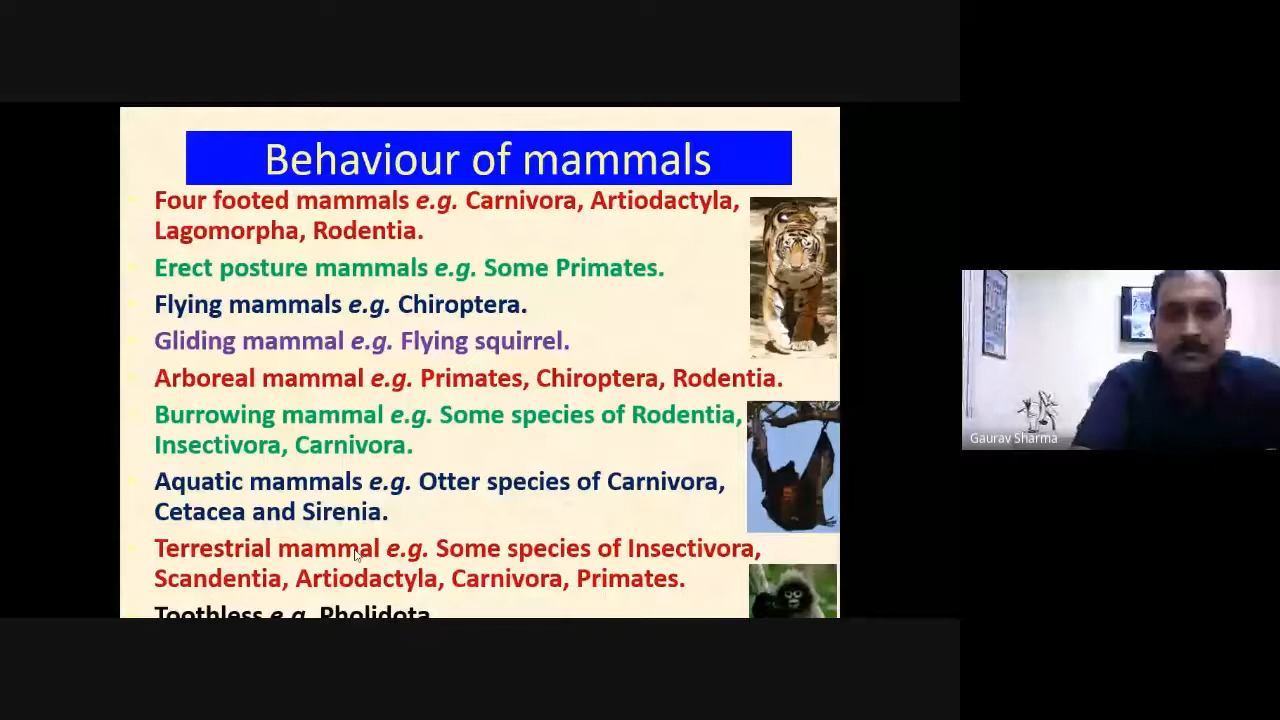 Behaviour of mammals
Four footed mammals e.g. Carnivora, Artiodactyla,
Lagomorpha, Rodentia.
Erect posture mammals e.g. Some Primates.
Flying mammals e.g. Chiroptera.
Gliding mammal e.g. Flying squirrel.
Arboreal mammal e.g. Primates, Chiroptera, Rodentia.
Burrowing mammal e.g. Some species of Rodentia,
Insectivora, Carnivora.
Aquatic mammals e.g. Otter species of Carnivora,
Cetacea and Sirenia.
Terrestrial mammal e.g. Some species of Insectivora,
Scandentia, Artiodactyla, Carnivora, Primates.
Toothless e.g. Pholidota
Gaurav Sharma